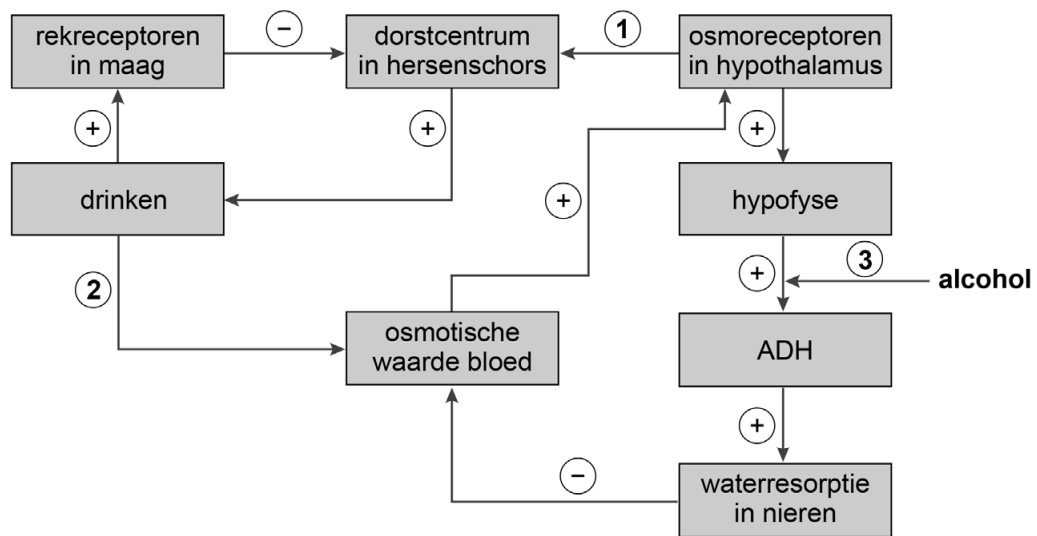 rekreceptoren
in maag
−
dorstcentrum
in hersenschors
1
osmoreceptoren
in hypothalamus
+
+
+
drinken
+
hypofyse
2
+
3
alcohol
osmotische
waarde bloed
ADH
+
−
waterresorptie
in nieren